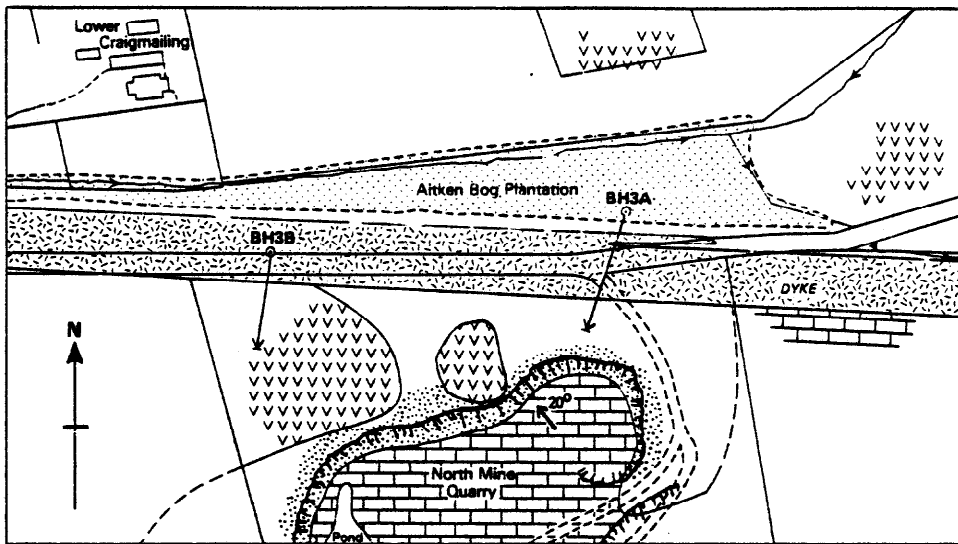 Lower
Craigmailing
Aitken Bog Plantation
BH3A
BH3B
DYKE
N
20°
North Mine
Quarry
Pond